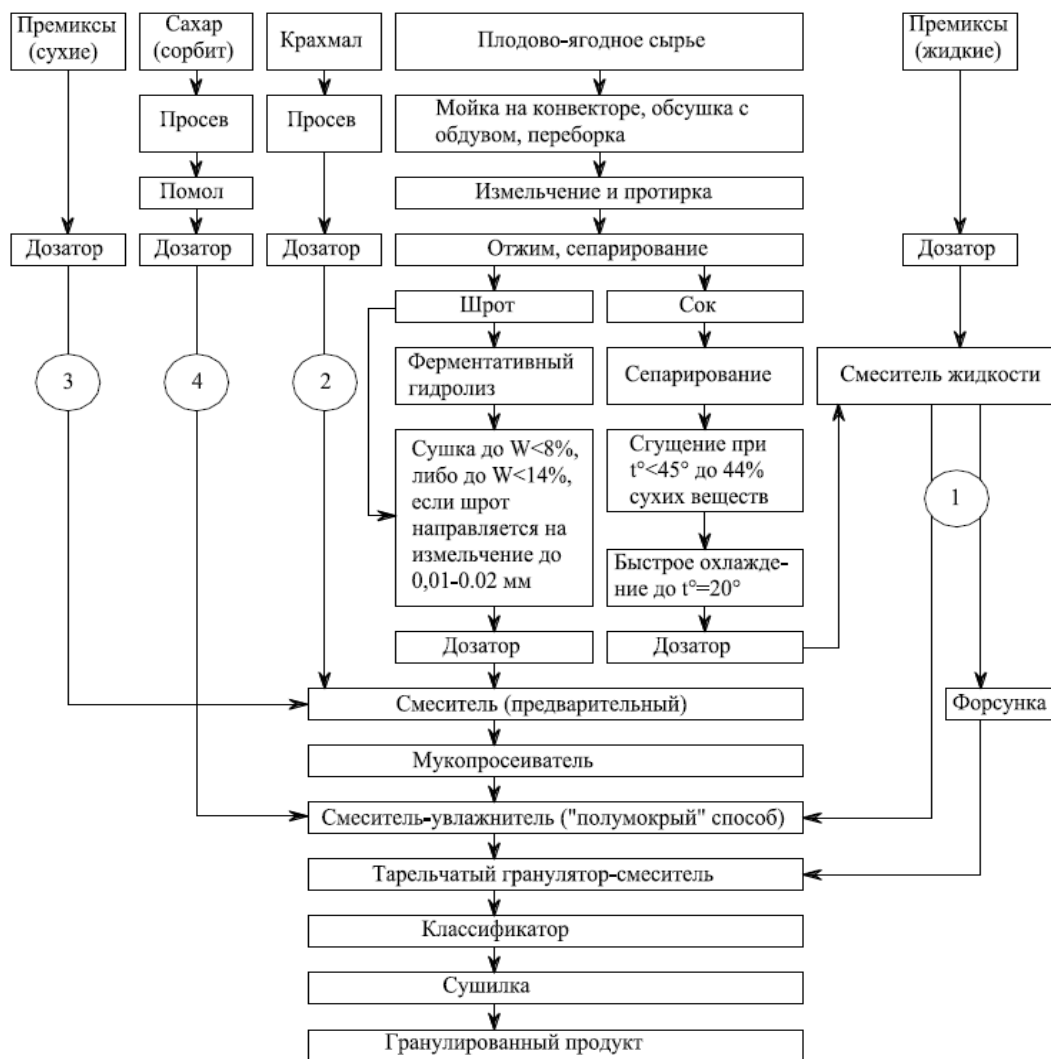 Премиксы
(сухие)
Сахар
(сорбит)
Крахмал
Плодово-ягодное сырье
Премиксы
(жидкие)
Просев
Просев
Мойка на конвекторе, обсушка с
обдувом, переборка
Помол
Измельчение и протирка
Дозатор
Дозатор
Дозатор
Отжим, сепарирование
Дозатор
Шрот
Сок
3
4
2
Ферментативный
гидролиз
Сепарирование
Смеситель жидкости
Сушка до W<8%,
либо до W<14%,
если шрот
направляется на
измельчение до
0,01-0.02 мм
Сгущение при
t°<45° до 44%
сухих веществ
1
Быстрое охлажде-
ние до t°=20°
Дозатор
Дозатор
Смеситель (предварительный)
Форсунка
Мукопросеиватель
Смеситель-увлажнитель ("полумокрый" способ)
Тарельчатый гранулятор-смеситель
Классификатор
Сушилка
Гранулированный продукт